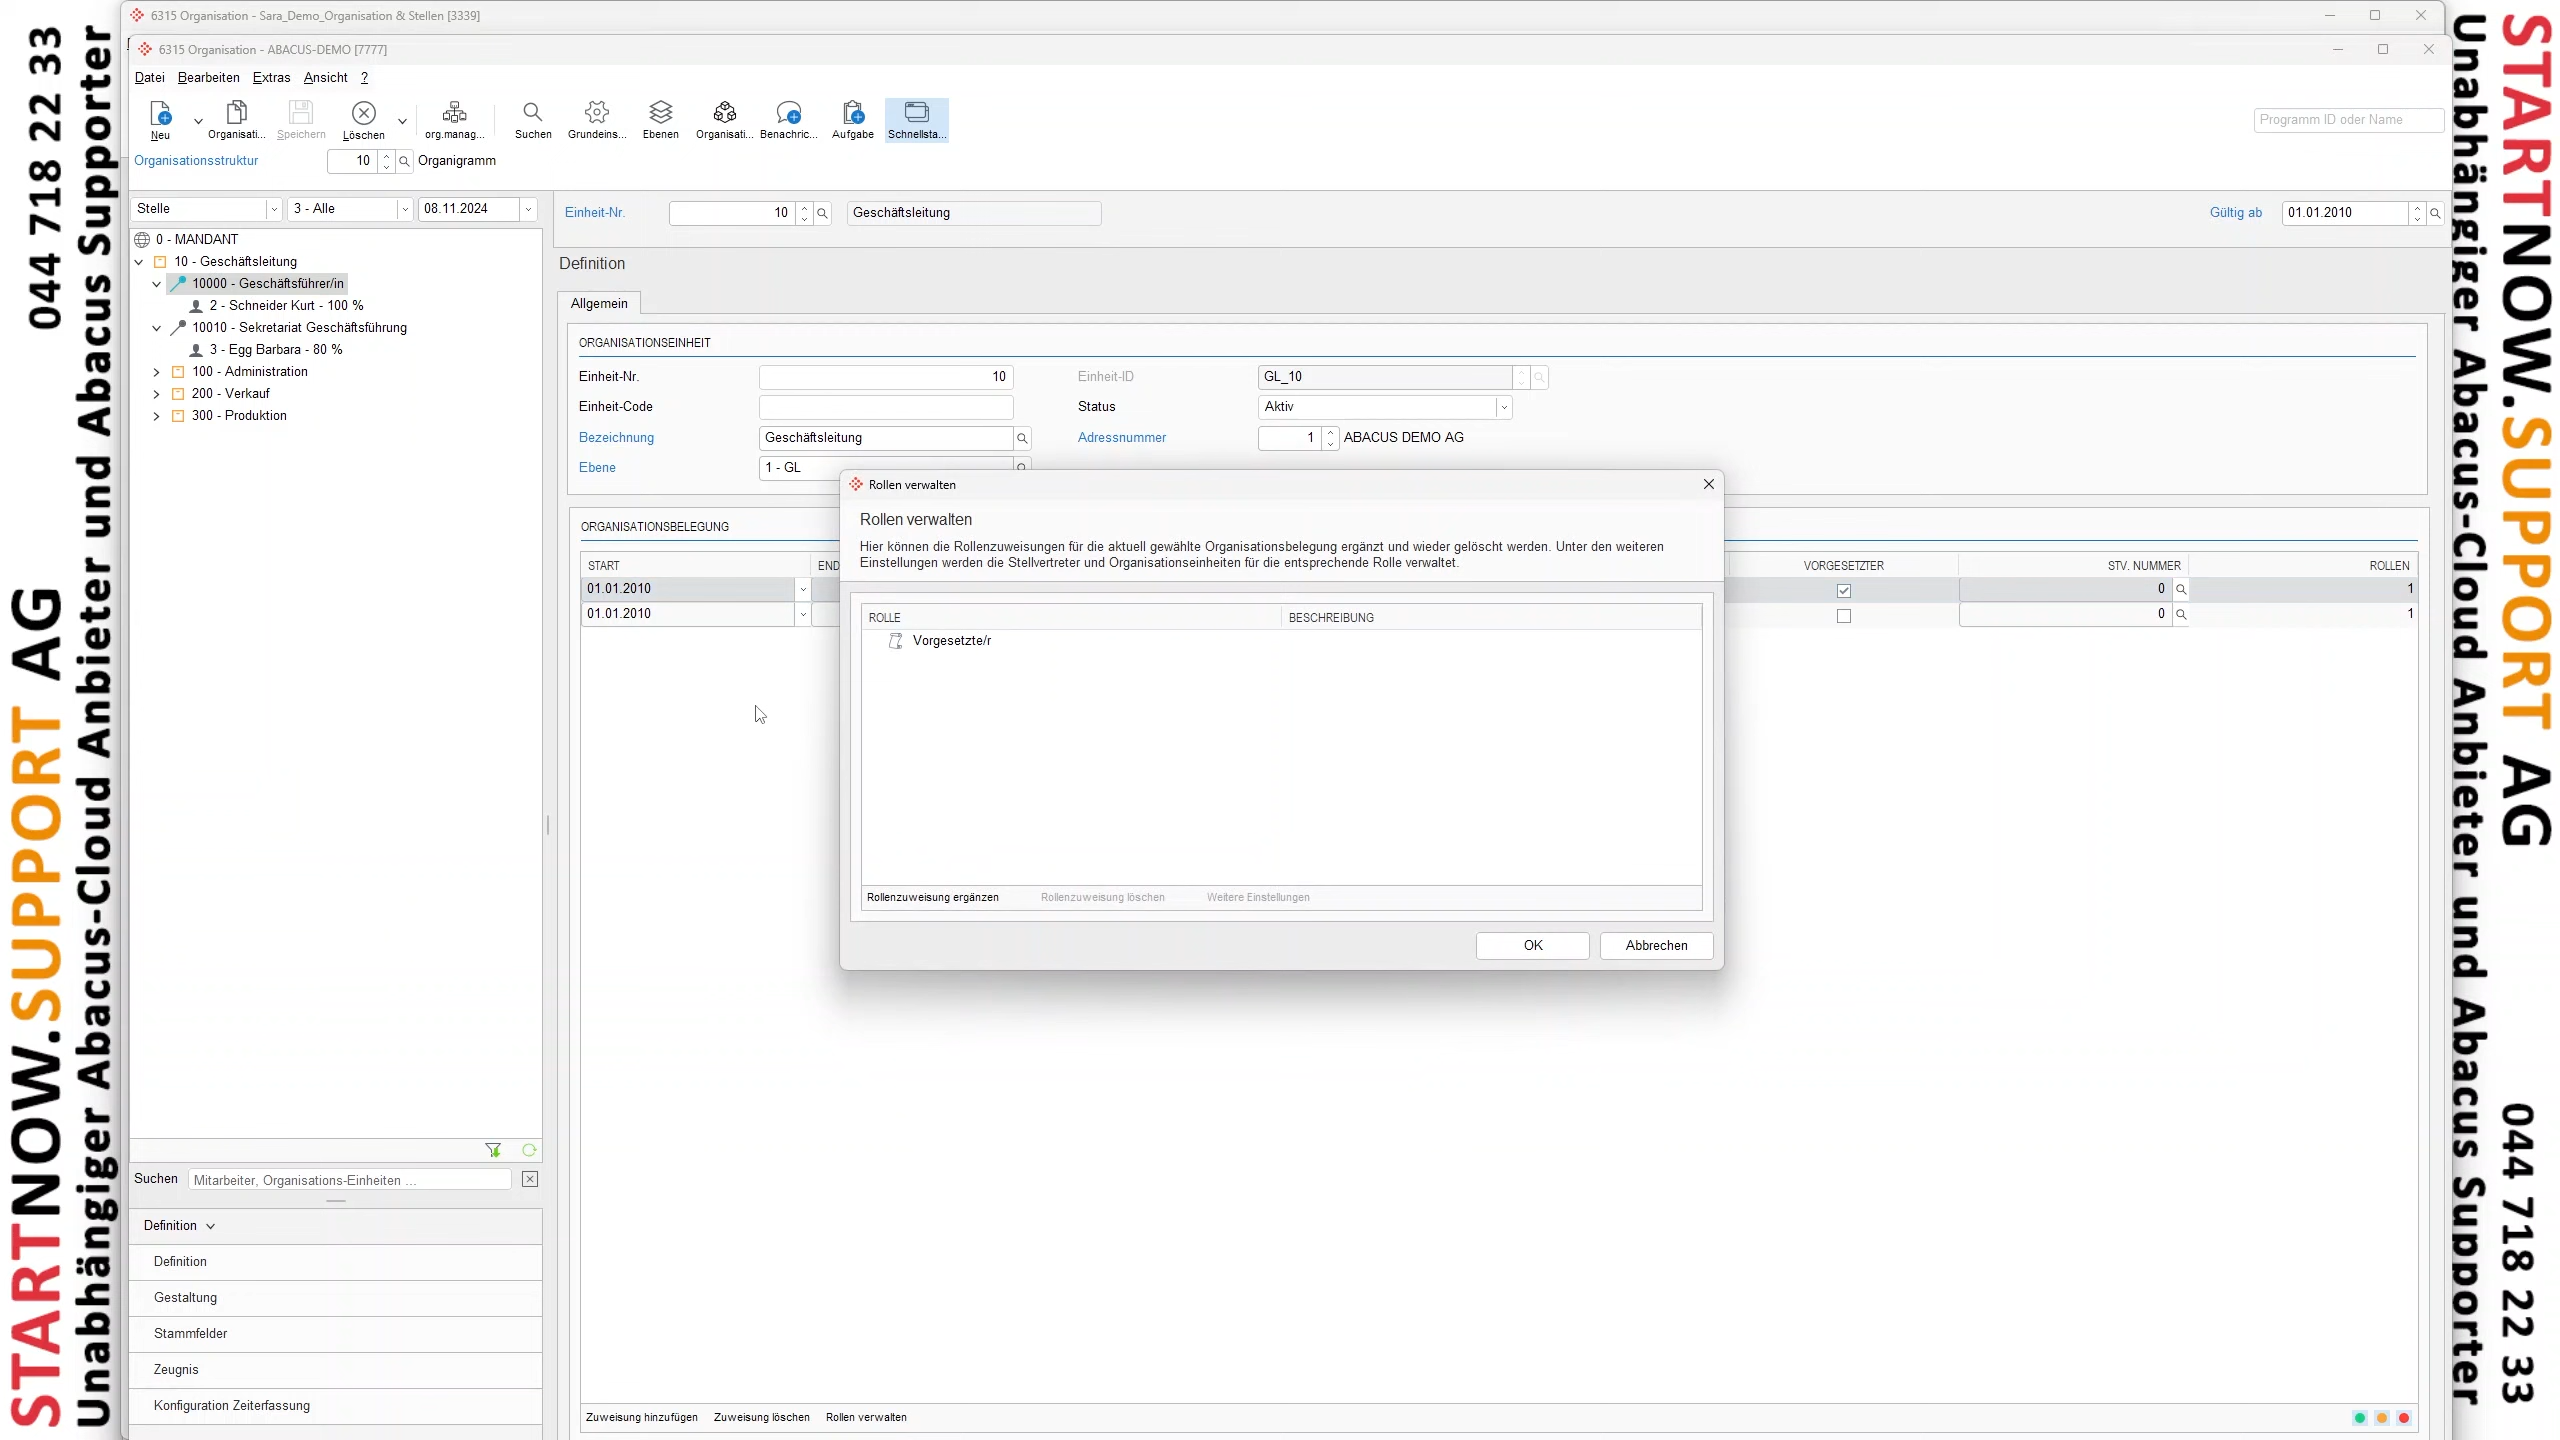 STARTNOW.SUPPORT AG
Unabhängiger Abacus-Cloud Anbieter und Abacus Supporter
044 718 22 33
6315 Organisation - Sara_Demo_Organisation & Stellen [3339]
6315 Organisation - ABACUS-DEMO [7777]
Datei Bearbeiten Extras Ansicht ?
Neu Organisati... Speichern Löschen org.manag... Suchen Grundeins... Ebenen Organisati... Benachric... Aufgabe Schnellsta...
Programm ID oder Name
Organisationsstruktur 10 Organigramm
Stelle 3 - Alle 08.11.2024
0 - MANDANT
10 - Geschäftsleitung
10000 - Geschäftsführer/in
2 - Schneider Kurt - 100 %
10010 - Sekretariat Geschäftsführung
3 - Egg Barbara - 80 %
100 - Administration
200 - Verkauf
300 - Produktion
Suchen Mitarbeiter, Organisations-Einheiten ...
Definition
Definition
Gestaltung
Stammfelder
Zeugnis
Konfiguration Zeiterfassung
Einheit-Nr. 10 Geschäftsleitung Gültig ab 01.01.2010
Definition
Allgemein
ORGANISATIONSEINHEIT
Einheit-Nr. 10 Einheit-ID GL_10
Einheit-Code Status Aktiv
Bezeichnung Geschäftsleitung Adressnummer 1 ABACUS DEMO AG
Ebene 1 - GL
ORGANISATIONSBELEGUNG
START END VORGESETZTER STV. NUMMER ROLLEN
01.01.2010 0 1
01.01.2010 0 1
Rollen verwalten
Rollen verwalten
Hier können die Rollenzuweisungen für die aktuell gewählte Organisationsbelegung ergänzt und wieder gelöscht werden. Unter den weiteren
Einstellungen werden die Stellvertreter und Organisationseinheiten für die entsprechende Rolle verwaltet.
ROLLE BESCHREIBUNG
Vorgesetzte/r
Rollenzuweisung ergänzen Rollenzuweisung löschen Weitere Einstellungen
OK Abbrechen
Zuweisung hinzufügen Zuweisung löschen Rollen verwalten
STARTNOW.SUPPORT AG
Unabhängiger Abacus-Cloud Anbieter und Abacus Supporter
044 718 22 33